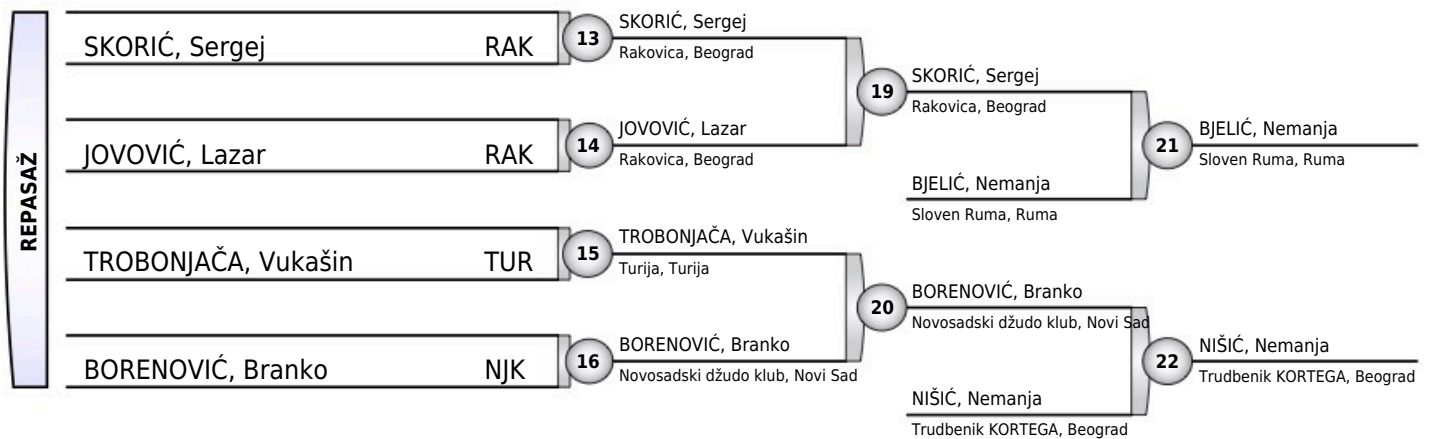 REPASAŽ
SKORIĆ, Sergej RAK
JOVOVIĆ, Lazar RAK
TROBONJAČA, Vukašin TUR
BORENOVIĆ, Branko NJK
13
SKORIĆ, Sergej
Rakovica, Beograd
14
JOVOVIĆ, Lazar
Rakovica, Beograd
15
TROBONJAČA, Vukašin
Turija, Turija
16
BORENOVIĆ, Branko
Novosadski džudo klub, Novi Sad
19
SKORIĆ, Sergej
Rakovica, Beograd
BJELIĆ, Nemanja
Sloven Ruma, Ruma
20
BORENOVIĆ, Branko
Novosadski džudo klub, Novi Sad
NIŠIĆ, Nemanja
Trudbenik KORTEGA, Beograd
21
BJELIĆ, Nemanja
Sloven Ruma, Ruma
22
NIŠIĆ, Nemanja
Trudbenik KORTEGA, Beograd